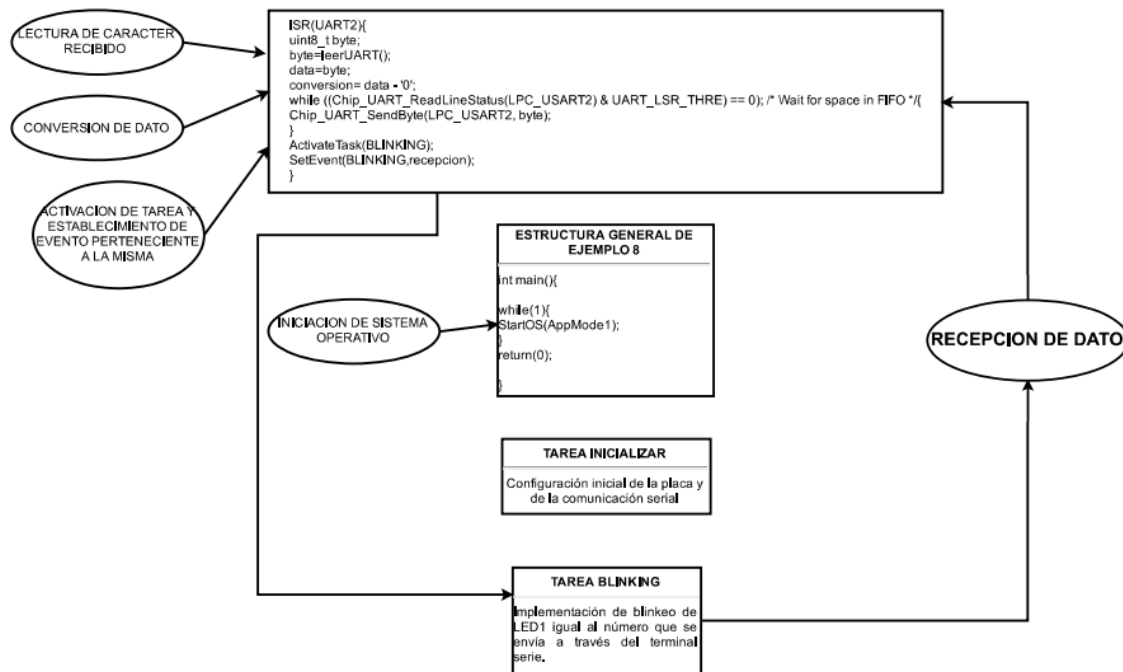 LECTURA DE CARACTER
RECIBIDO
CONVERSION DE DATO
ACTIVACION DE TAREA Y
ESTABLECIMIENTO DE
EVENTO PERTENECIENTE
A LA MISMA
ISR(UART2){
uint8_t byte;
byte=leerUART();
data=byte;
conversion= data - '0';
while ((Chip_UART_ReadLineStatus(LPC_USART2) & UART_LSR_THRE) == 0); /* Wait for space in FIFO */{
Chip_UART_SendByte(LPC_USART2, byte);
}
ActivateTask(BLINKING);
SetEvent(BLINKING,recepcion);
}
ESTRUCTURA GENERAL DE
EJEMPLO 8
int main(){
while(1){
StartOS(AppMode1);
}
return(0);
}
INICIACION DE SISTEMA
OPERATIVO
RECEPCION DE DATO
TAREA INICIALIZAR
Configuración inicial de la placa y
de la comunicación serial
TAREA BLINKING
Implementación de blinkeo de
LED1 igual al número que se
envía a través del terminal
serie.